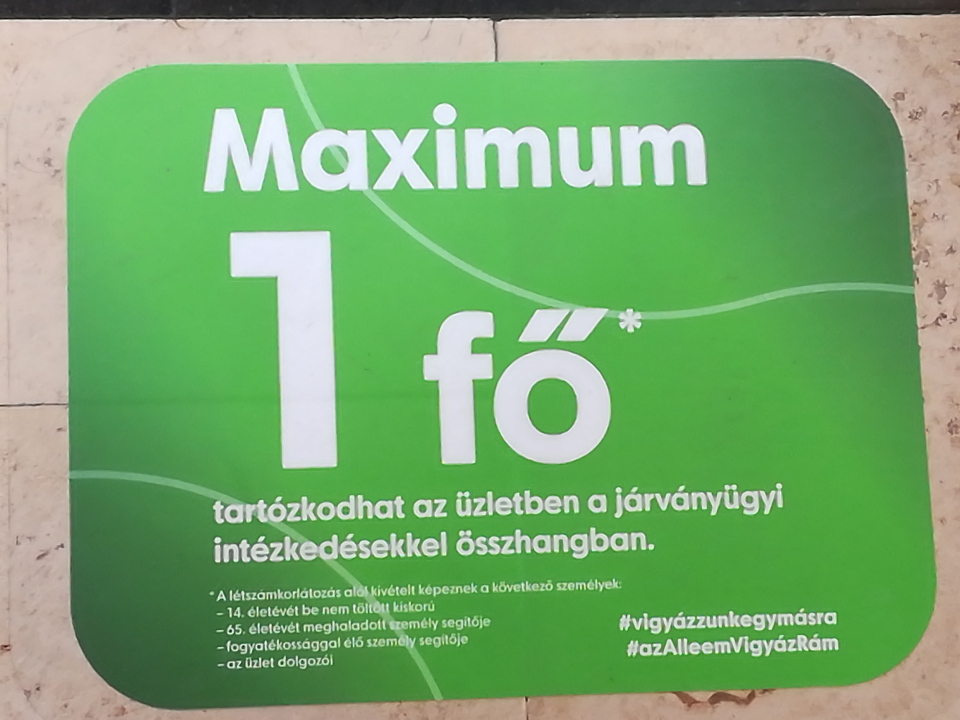 Maximum
1 fő*
tartózkodhat az üzletben a járványügyi
intézkedésekkel összhangban.
*A létszámkorlátozás alól kivételt képeznek a következő személyek:
– 14. életévét be nem töltött kiskorú
– 65. életévét meghaladott személy segítője
– fogyatékossággal élő személy segítője
– az üzlet dolgozói
#vigyázzunkegymásra
#azAlleemVigyázRám